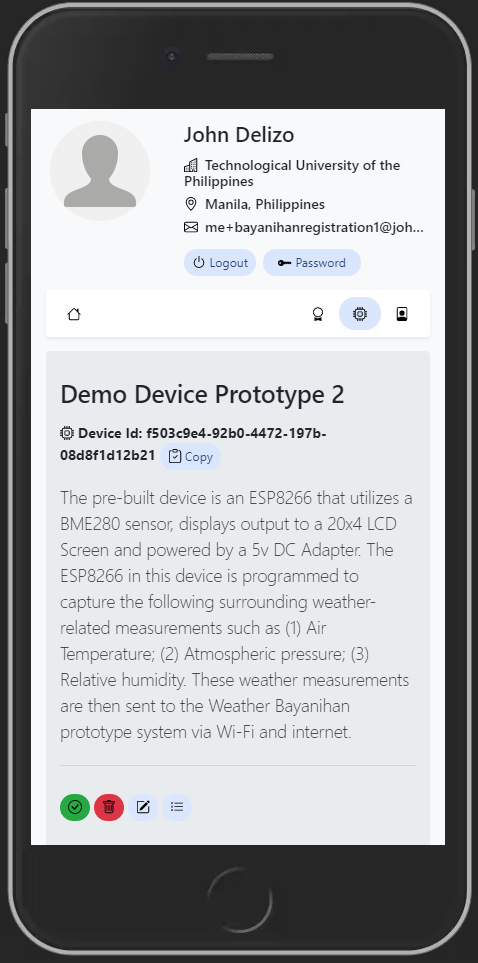 John Delizo
Technological University of the
Philippines
Manila, Philippines
me+bayanihanregistration1@joh...
Logout
Password
Demo Device Prototype 2
Device Id: f503c9e4-92b0-4472-197b-
08d8f1d12b21
Copy
The pre-built device is an ESP8266 that utilizes a
BME280 sensor, displays output to a 20x4 LCD
Screen and powered by a 5v DC Adapter. The
ESP8266 in this device is programmed to
capture the following surrounding weather-
related measurements such as (1) Air
Temperature; (2) Atmospheric pressure; (3)
Relative humidity. These weather measurements
are then sent to the Weather Bayanihan
prototype system via Wi-Fi and internet.